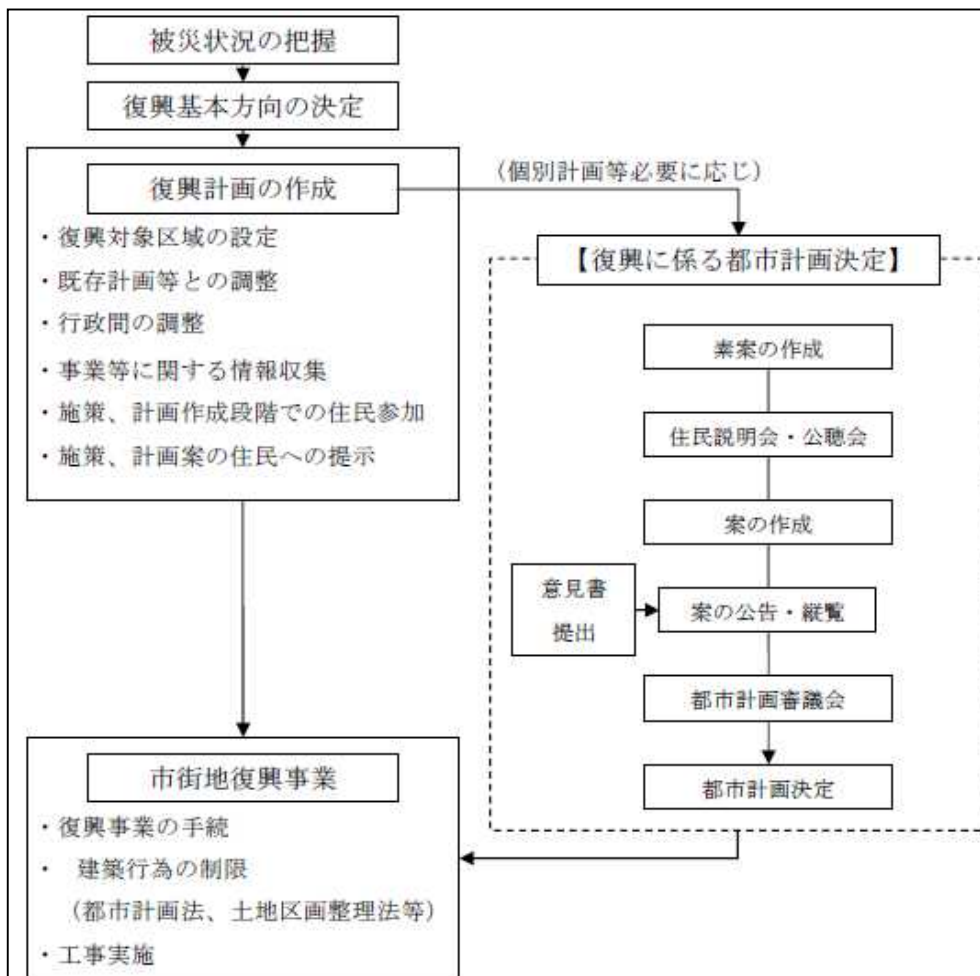 被災状況の把握
復興基本方向の決定
復興計画の作成
・復興対象区域の設定
・既存計画等との調整
・行政間の調整
・事業等に関する情報収集
・施策、計画作成段階での住民参加
・施策、計画案の住民への提示
（個別計画等必要に応じ）
【復興に係る都市計画決定】
素案の作成
住民説明会・公聴会
案の作成
意見書
提出
案の公告・縦覧
都市計画審議会
都市計画決定
市街地復興事業
・復興事業の手続
・　建築行為の制限
（都市計画法、土地区画整理法等）
・工事実施